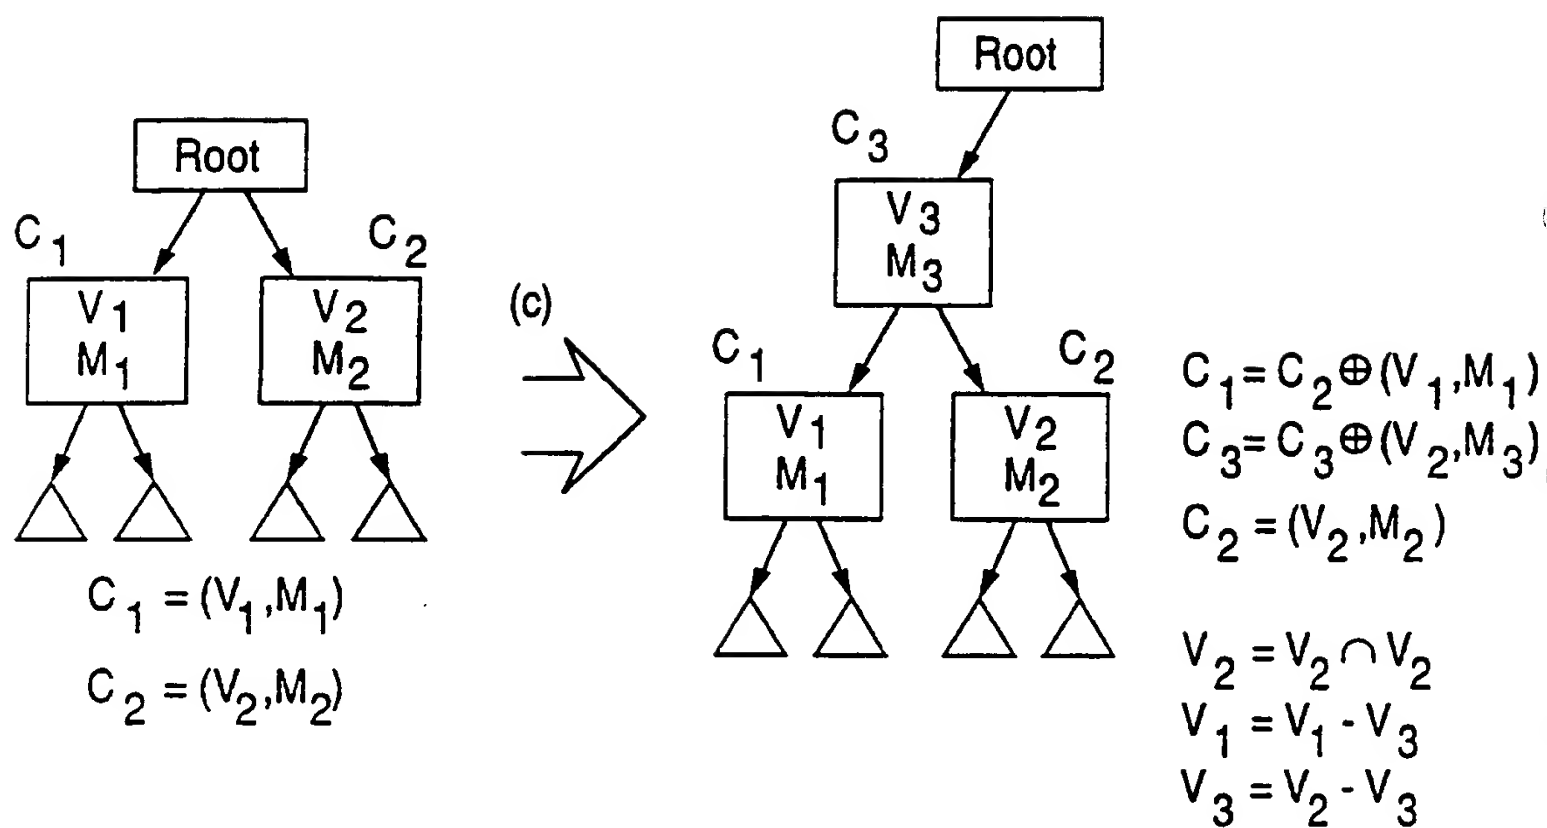 Root
C1 C2
V1
M1
V2
M2
C1 = (V1,M1)
C2 = (V2,M2)
(c)
Root
C3
V3
M3
C1 C2
V1
M1
V2
M2
C1= C2⊕(V1,M1)
C3= C3⊕(V2,M3)
C2 = (V2,M2)
V2 = V2∩V2
V1 = V1 - V3
V3 = V2 - V3